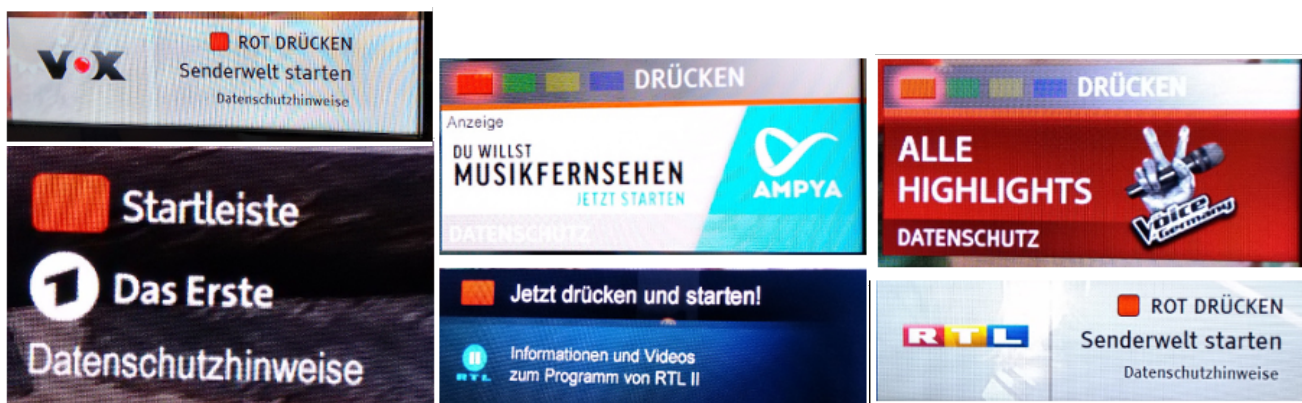 VOX
ROT DRÜCKEN
Senderwelt starten
Datenschutzhinweise
Startleiste
Das Erste
Datenschutzhinweise
DRÜCKEN
Anzeige
DU WILLST
MUSIKFERNSEHEN
JETZT STARTEN
AMPYA
DATENSCHUTZ
Jetzt drücken und starten!
RTL
Informationen und Videos
zum Programm von RTL II
DRÜCKEN
ALLE
HIGHLIGHTS
DATENSCHUTZ
Voice
Germany
RTL
ROT DRÜCKEN
Senderwelt starten
Datenschutzhinweise